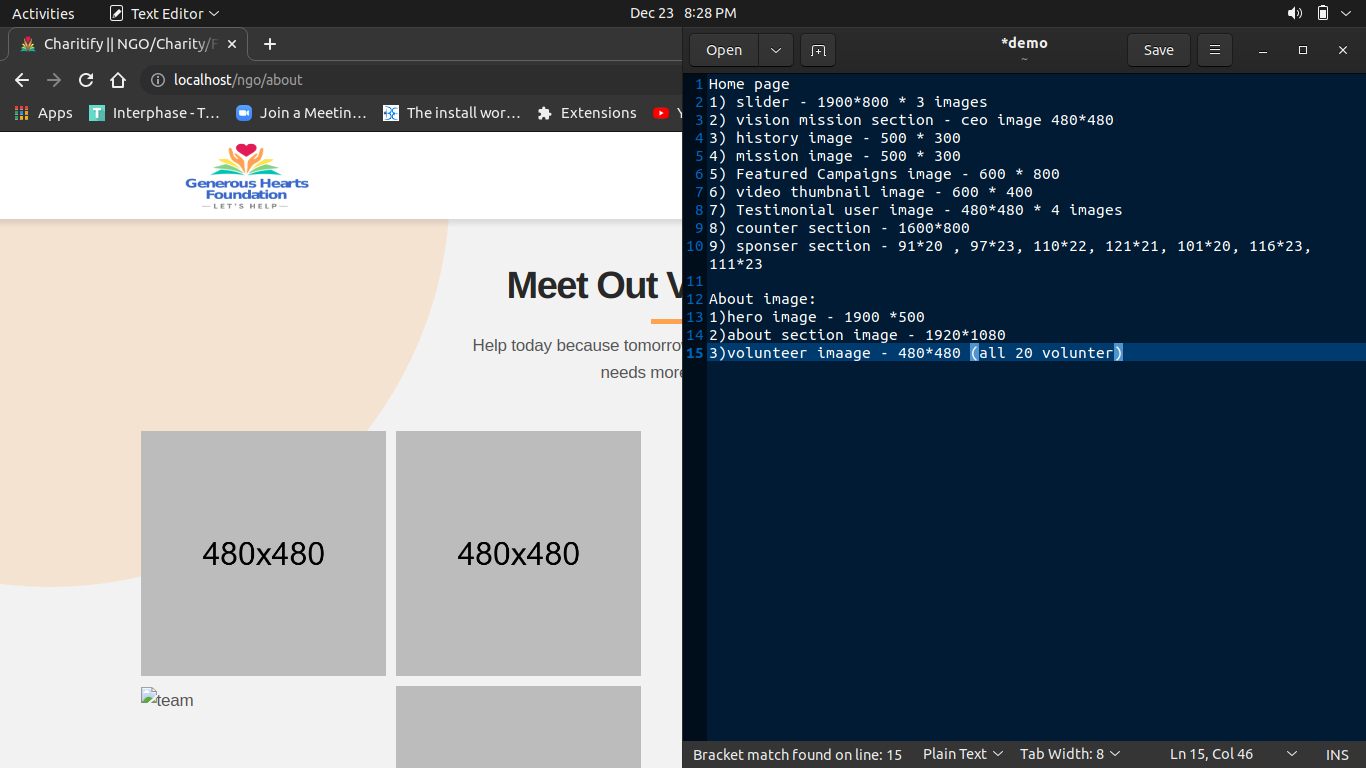 Activities
Text Editor
Dec 23 8:28 PM
Charitify || NGO/Charity/F
localhost/ngo/about
Apps
Interphase - T…
Join a Meetin…
The install wor…
Extensions
Generous Hearts
Foundation
LET'S HELP
Meet Out V
Help today because tomorrow
needs more
480x480
480x480
team
Open
*demo
~
Save
1 Home page
2 1) slider - 1900*800 * 3 images
3 2) vision mission section - ceo image 480*480
4 3) history image - 500 * 300
5 4) mission image - 500 * 300
6 5) Featured Campaigns image - 600 * 800
7 6) video thumbnail image - 600 * 400
8 7) Testimonial user image - 480*480 * 4 images
9 8) counter section - 1600*800
10 9) sponser section - 91*20 , 97*23, 110*22, 121*21, 101*20, 116*23,
111*23
11
12 About image:
13 1)hero image - 1900 *500
14 2)about section image - 1920*1080
15 3)volunteer imaage - 480*480 (all 20 volunter)
Bracket match found on line: 15
Plain Text
Tab Width: 8
Ln 15, Col 46
INS